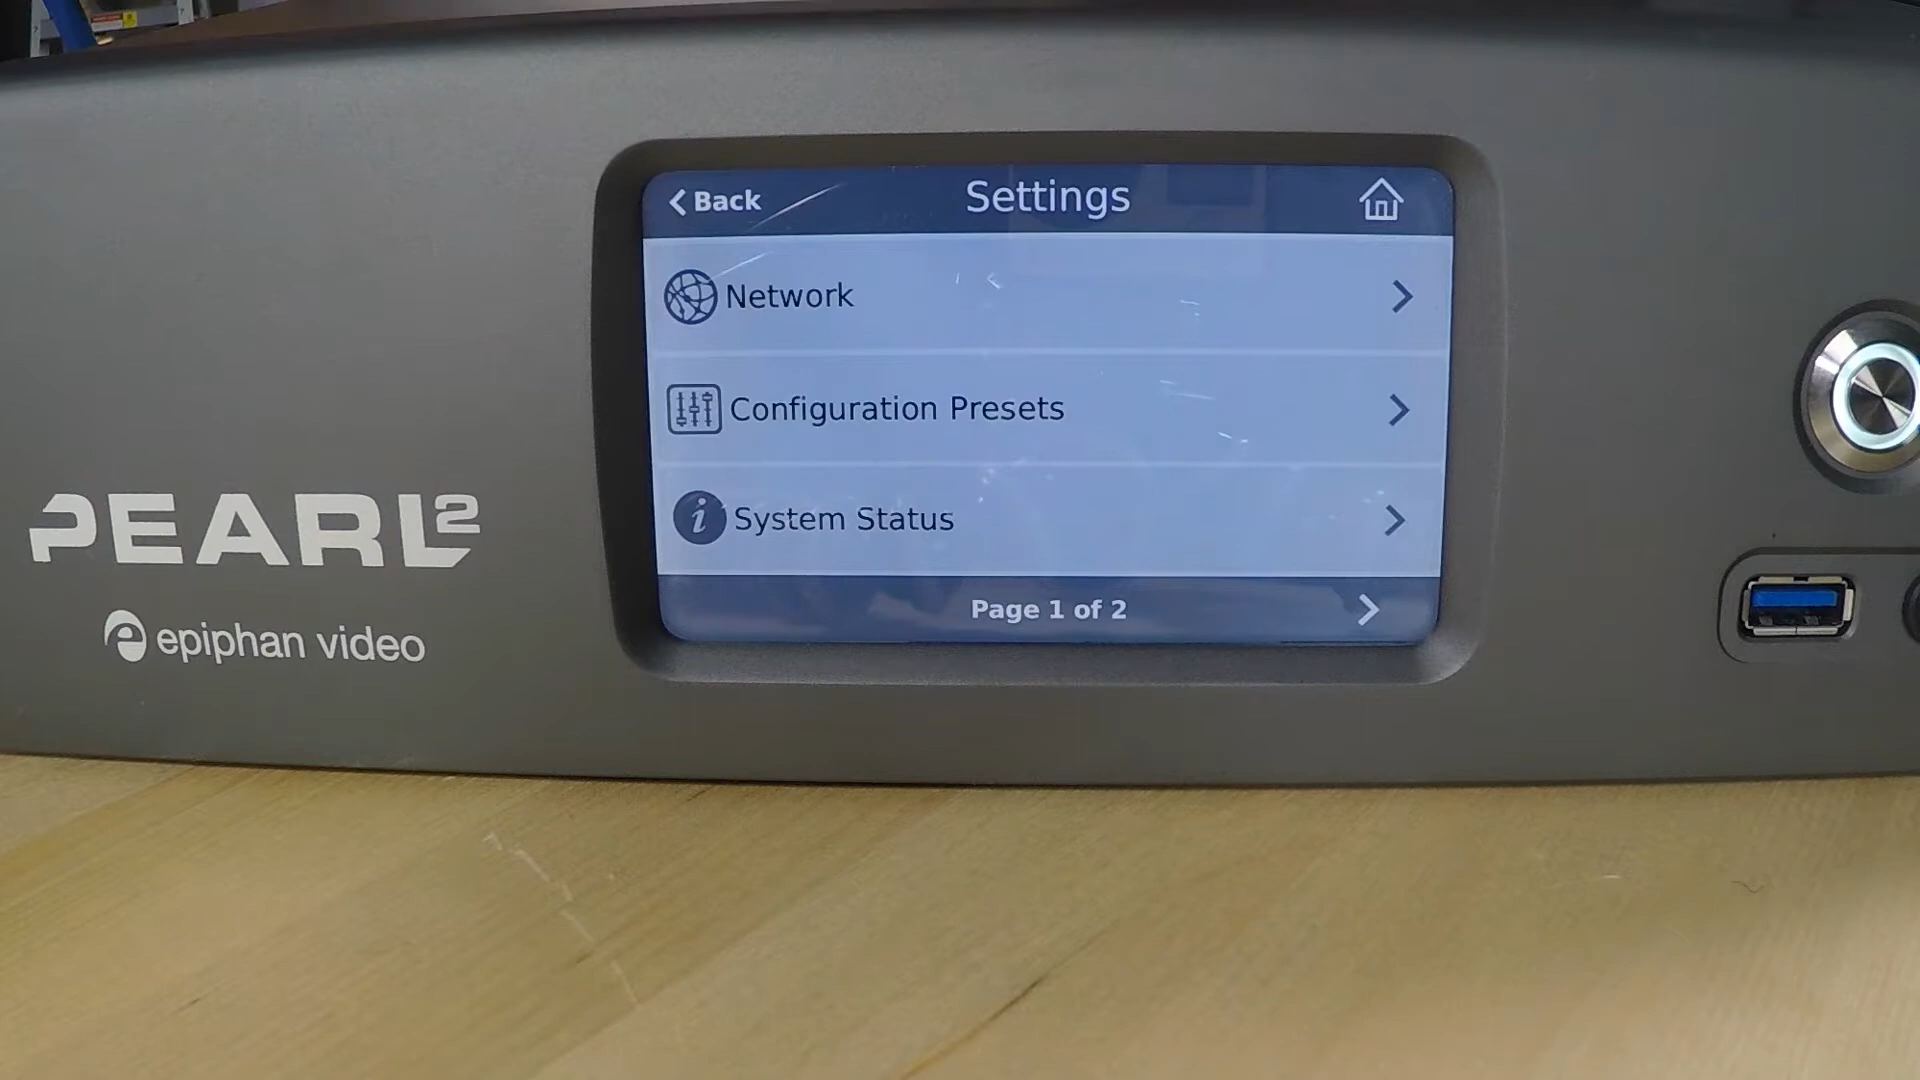 Back
Settings
Network
Configuration Presets
System Status
Page 1 of 2
PEARL2
epiphan video